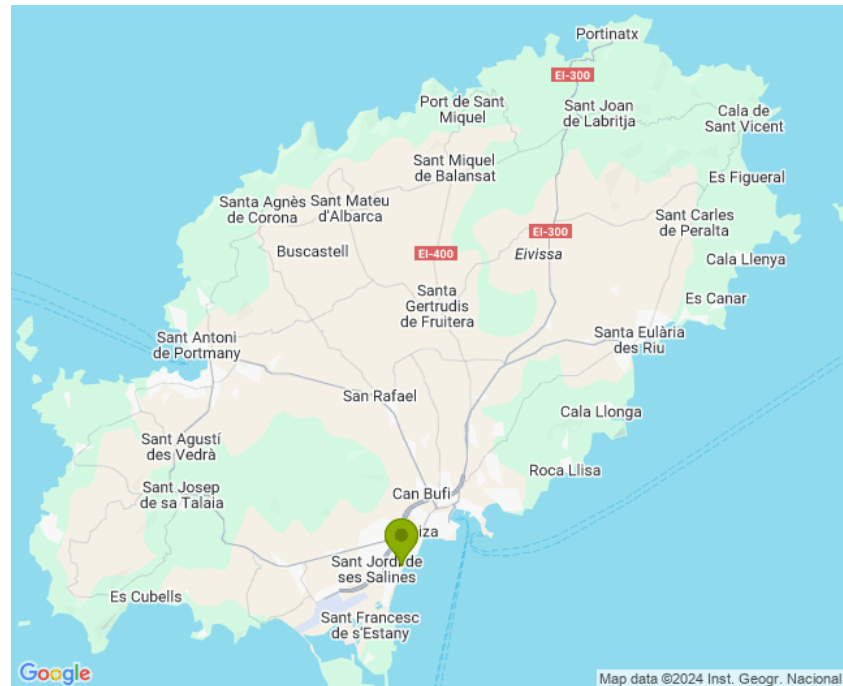 Portinatx
EI-300
Port de Sant
Miquel
Sant Joan
de Labritja
Cala de
Sant Vicent
Sant Miquel
de Balansat
Es Figueral
Santa Agnès
de Corona
Sant Mateu
d'Albarca
Sant Carles
de Peralta
EI-300
Buscastell
EI-400
Eivissa
Cala Llenya
Santa
Gertrudis
de Fruitera
Es Canar
Sant Antoni
de Portmany
Santa Eulària
des Riu
San Rafael
Cala Llonga
Sant Agustí
des Vedrà
Roca Llisa
Sant Josep
de sa Talaia
Can Bufi
Sant Jordi de
ses Salines
Es Cubells
Sant Francesc
de s'Estany
Google
Map data ©2024 Inst. Geogr. Nacional